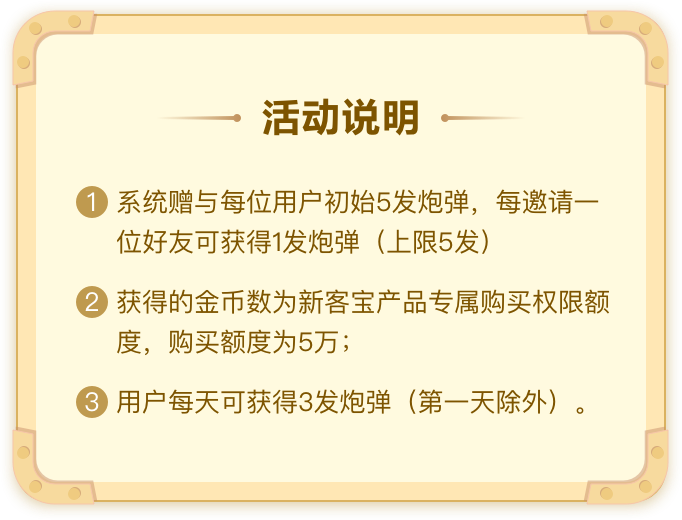 活动说明
1 系统赠与每位用户初始5发炮弹，每邀请一
位好友可获得1发炮弹（上限5发）
2 获得的金币数为新客宝产品专属购买权限额
度，购买额度为5万；
3 用户每天可获得3发炮弹（第一天除外）。